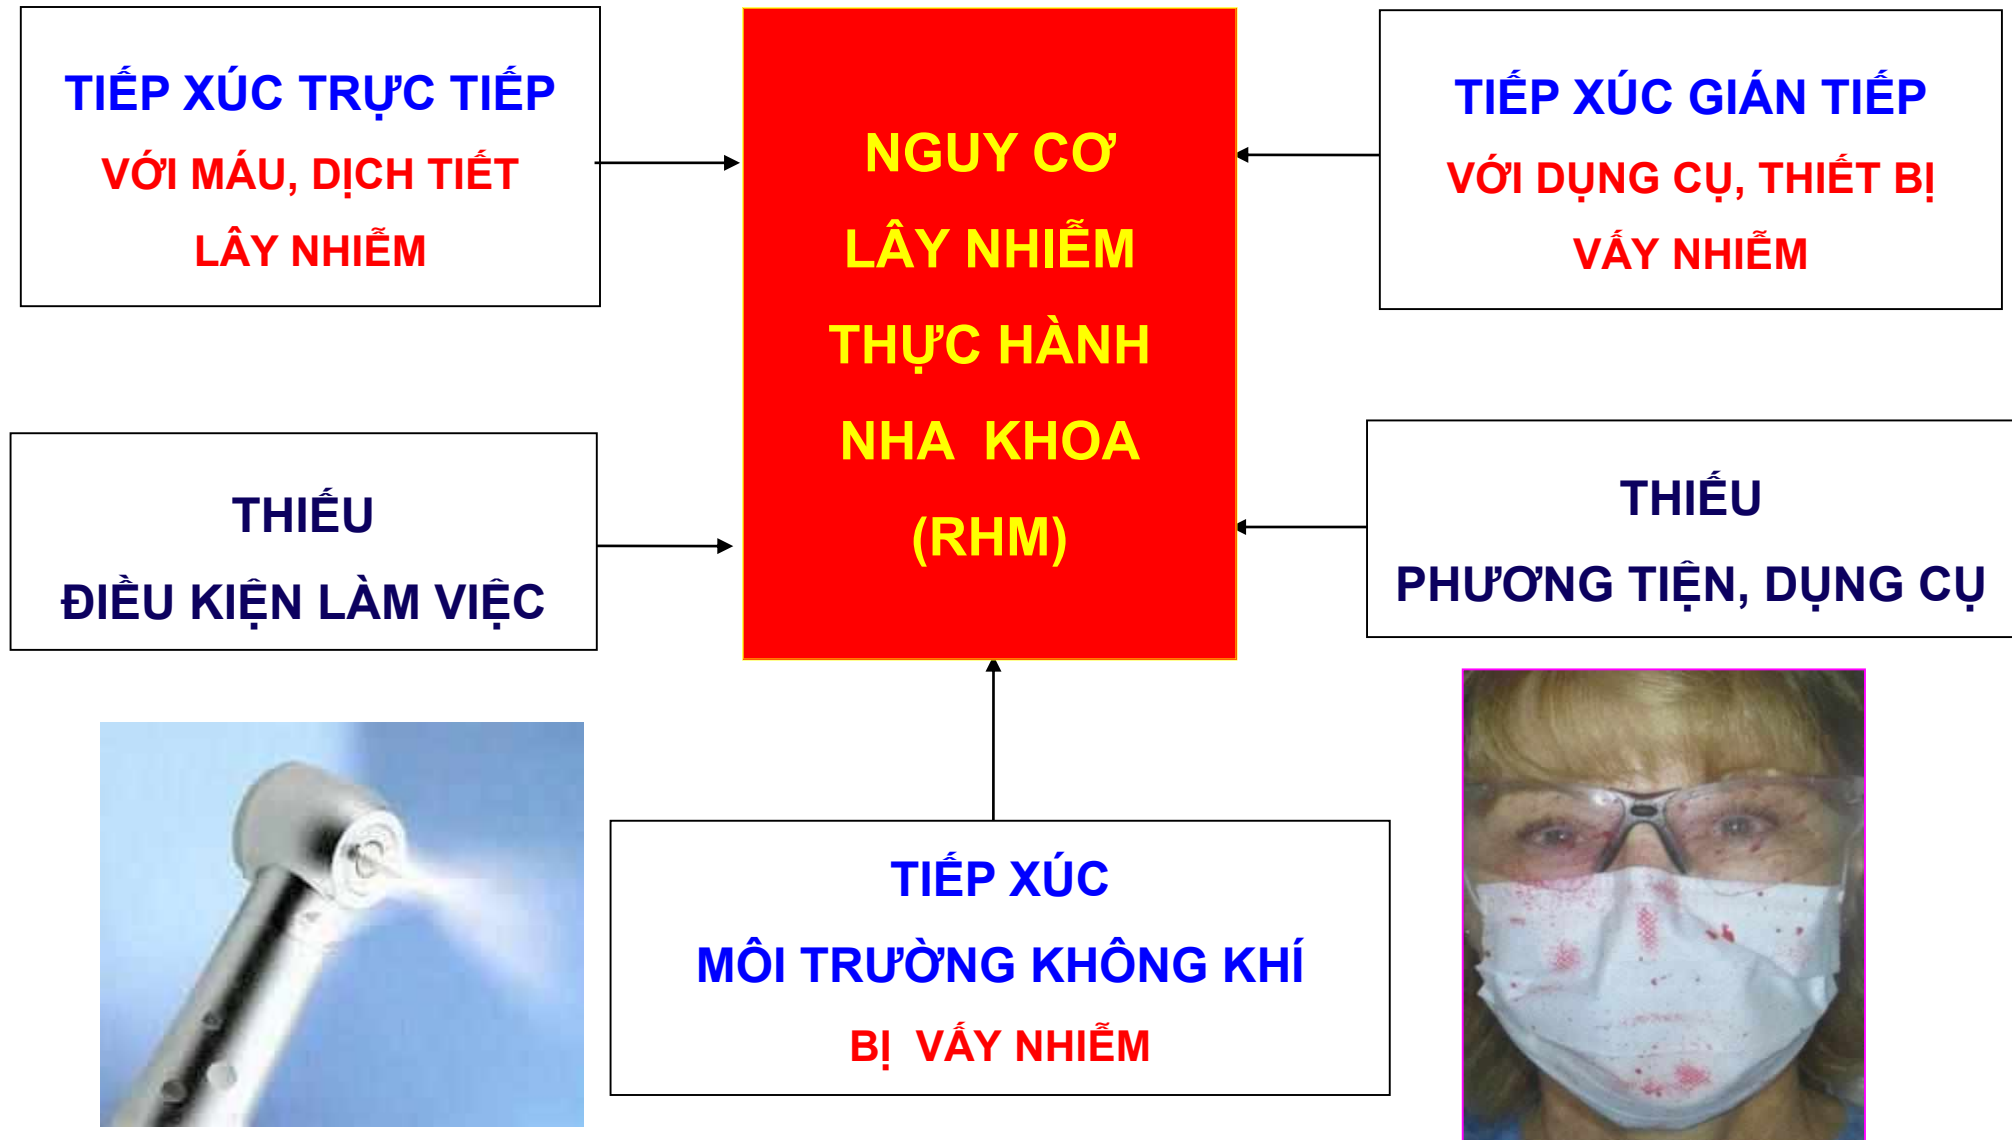 TIẾP XÚC TRỰC TIẾP
VỚI MÁU, DỊCH TIẾT
LÂY NHIỄM
NGUY CƠ
LÂY NHIỄM
THỰC HÀNH
NHA KHOA
(RHM)
TIẾP XÚC GIÁN TIẾP
VỚI DỤNG CỤ, THIẾT BỊ
VẤY NHIỄM
THIẾU
ĐIỀU KIỆN LÀM VIỆC
THIẾU
PHƯƠNG TIỆN, DỤNG CỤ
TIẾP XÚC
MÔI TRƯỜNG KHÔNG KHÍ
BỊ VẤY NHIỄM